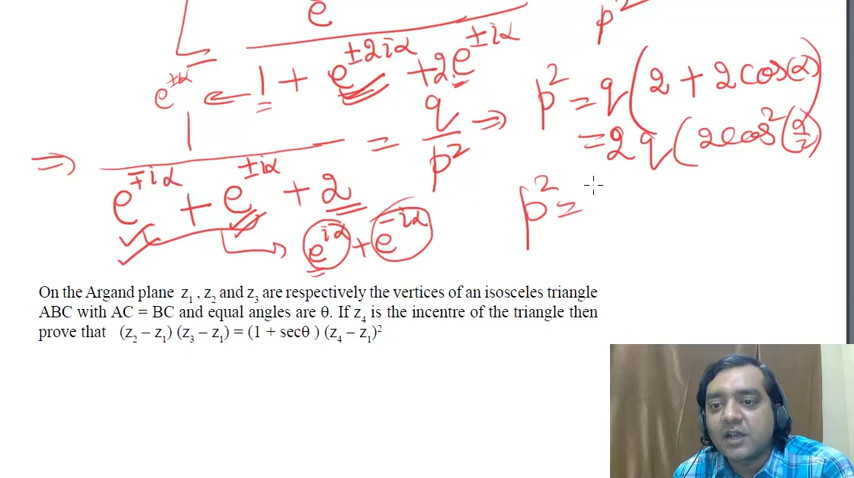 e
p²
1 + e^{±2iα} + 2e^{±iα}
e^{±iα} ←
p² = q(2 + 2cos(α))
= 2q(2cos²(α/2))
⇒ 1 / (e^{∓iα} + e^{±iα} + 2) = q/p² ⇒
e^{iα} + e^{-iα}
p² =
On the Argand plane z₁ , z₂ and z₃ are respectively the vertices of an isosceles triangle
ABC with AC = BC and equal angles are θ. If z₄ is the incentre of the triangle then
prove that (z₂ – z₁) (z₃ – z₁) = (1 + secθ ) (z₄ – z₁)²